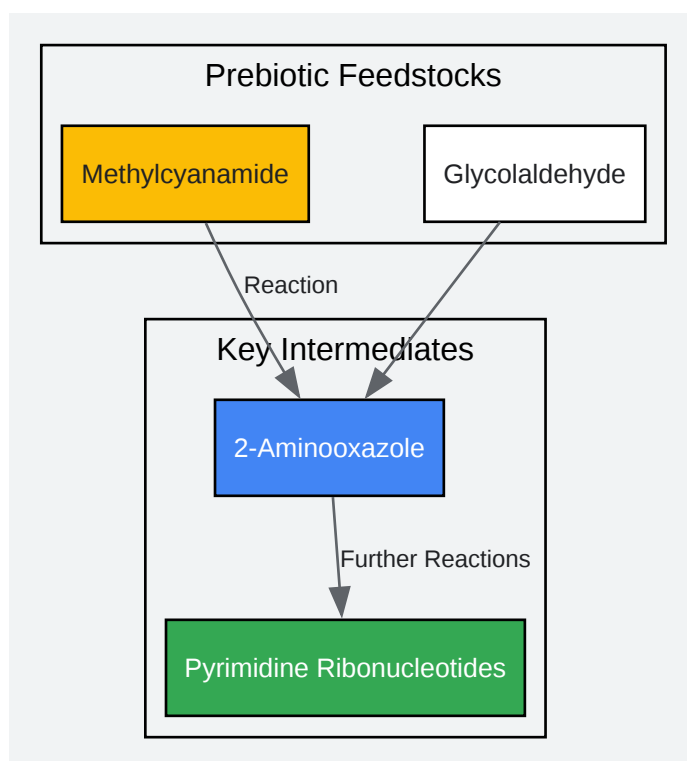 Prebiotic Feedstocks
Methylcyanamide
Glycolaldehyde
Reaction
Key Intermediates
2-Aminooxazole
Further Reactions
Pyrimidine Ribonucleotides